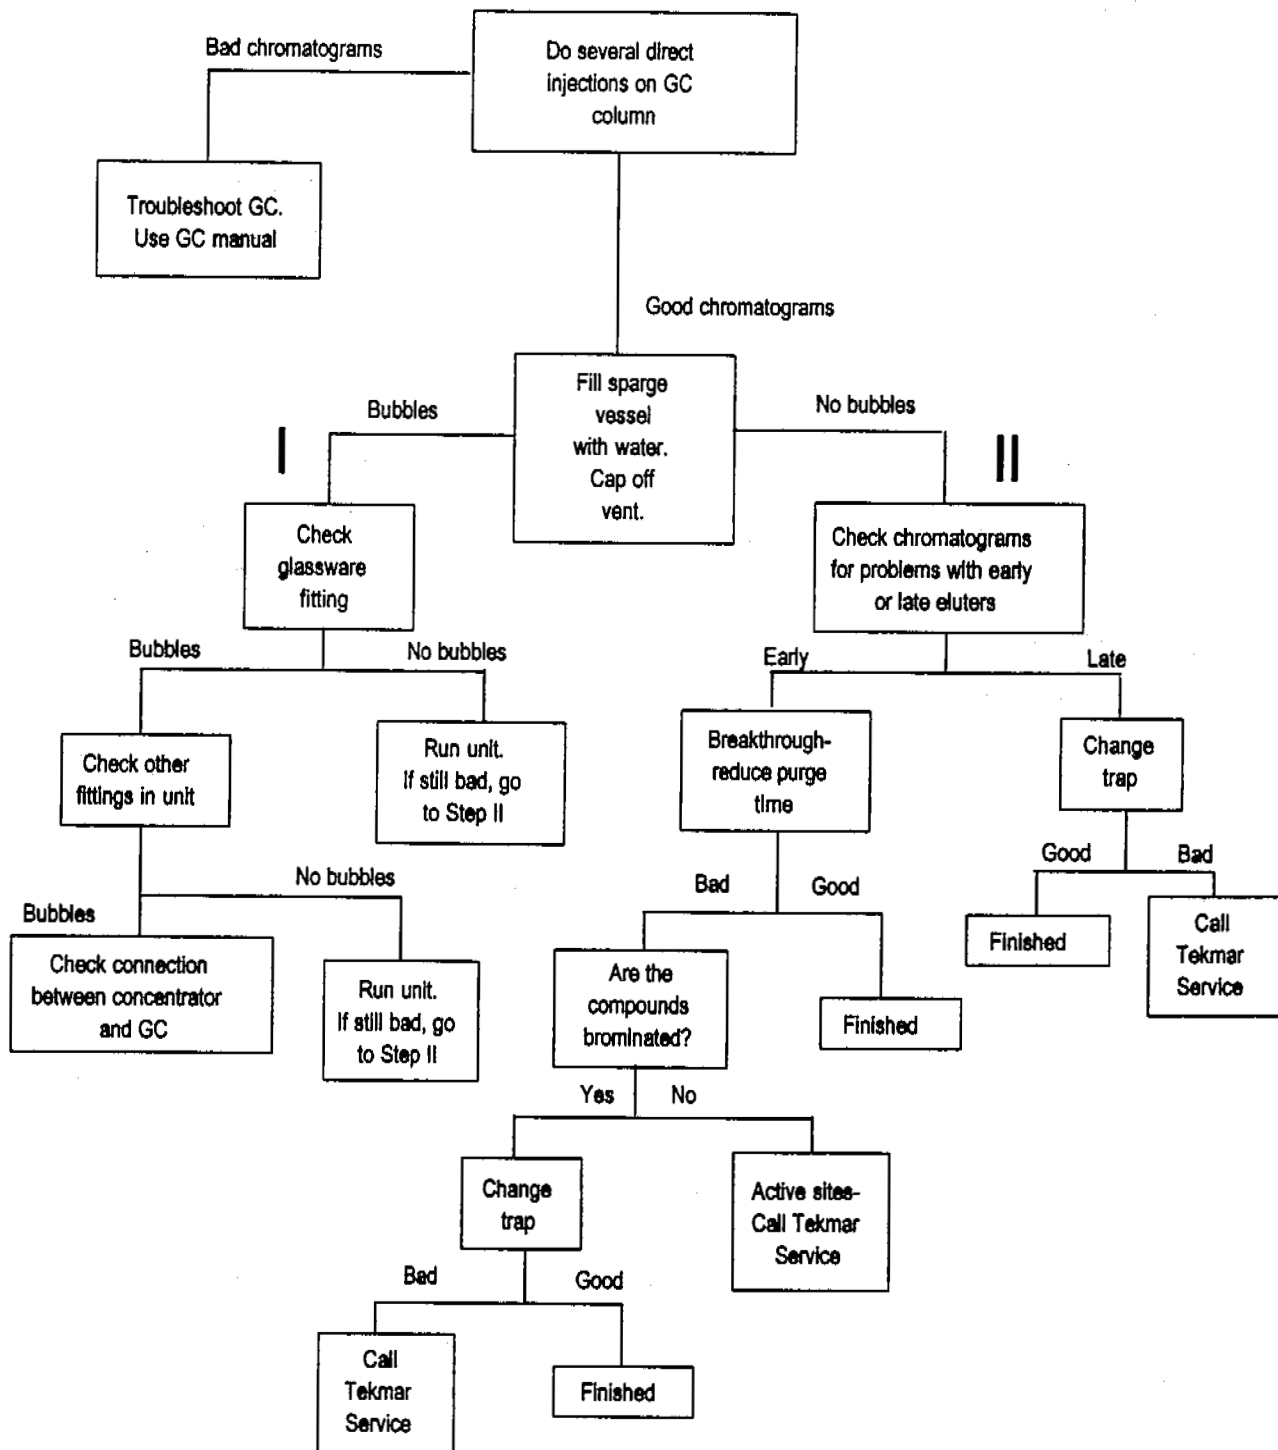 Bad chromatograms
Do several direct
injections on GC
column
Troubleshoot GC.
Use GC manual
Good chromatograms
Fill sparge
vessel
with water.
Cap off
vent.
Bubbles
No bubbles
I
II
Check
glassware
fitting
Check chromatograms
for problems with early
or late eluters
Bubbles
No bubbles
Early
Late
Check other
fittings in unit
Run unit.
If still bad, go
to Step II
Breakthrough-
reduce purge
time
Change
trap
No bubbles
Bubbles
Bad
Good
Good
Bad
Check connection
between concentrator
and GC
Run unit.
If still bad, go
to Step II
Are the
compounds
brominated?
Finished
Finished
Call
Tekmar
Service
Yes
No
Change
trap
Active sites-
Call Tekmar
Service
Bad
Good
Call
Tekmar
Service
Finished